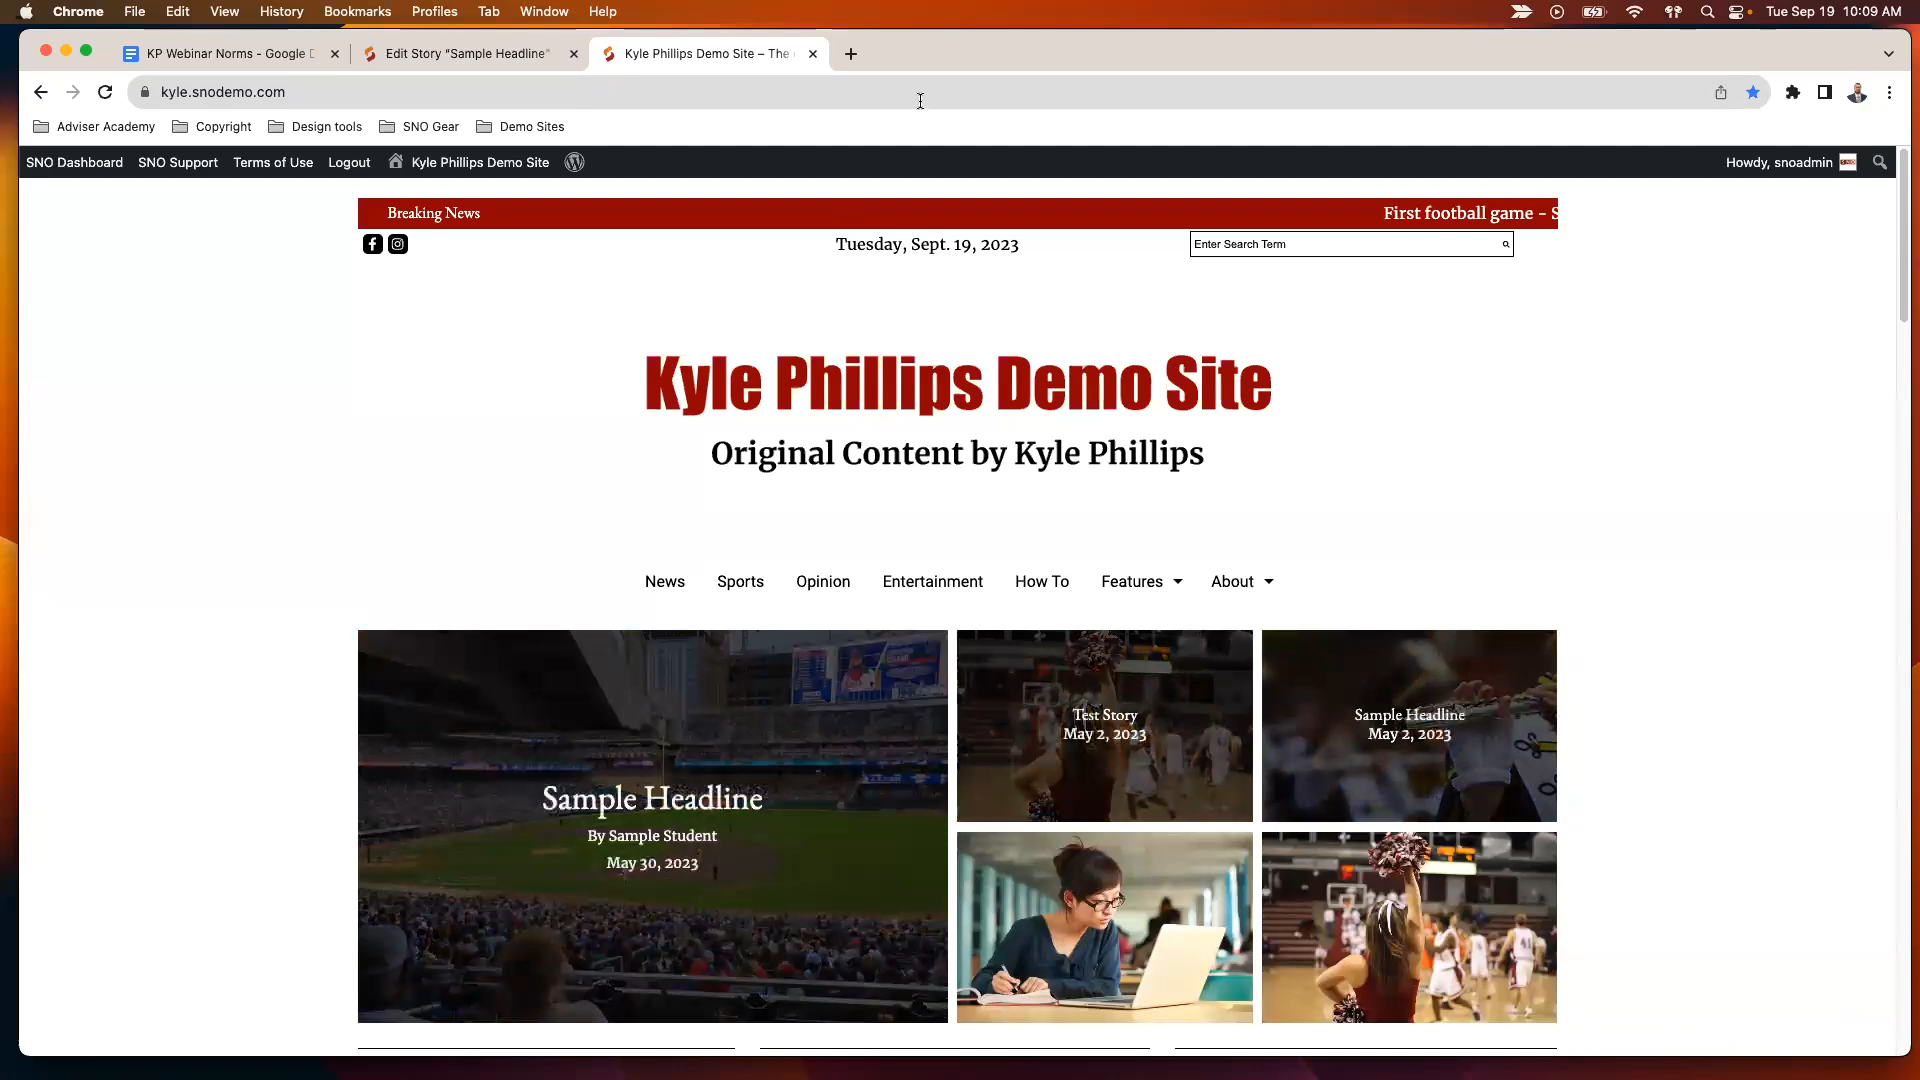 Chrome File Edit View History Bookmarks Profiles Tab Window Help Tue Sep 19 10:09 AM
KP Webinar Norms - Google Edit Story "Sample Headline" Kyle Phillips Demo Site – The
kyle.snodemo.com
Adviser Academy Copyright Design tools SNO Gear Demo Sites
SNO Dashboard SNO Support Terms of Use Logout Kyle Phillips Demo Site Howdy, snoadmin
Breaking News First football game - S
Tuesday, Sept. 19, 2023 Enter Search Term
Kyle Phillips Demo Site
Original Content by Kyle Phillips
News Sports Opinion Entertainment How To Features About
Sample Headline
By Sample Student
May 30, 2023
Test Story
May 2, 2023
Sample Headline
May 2, 2023